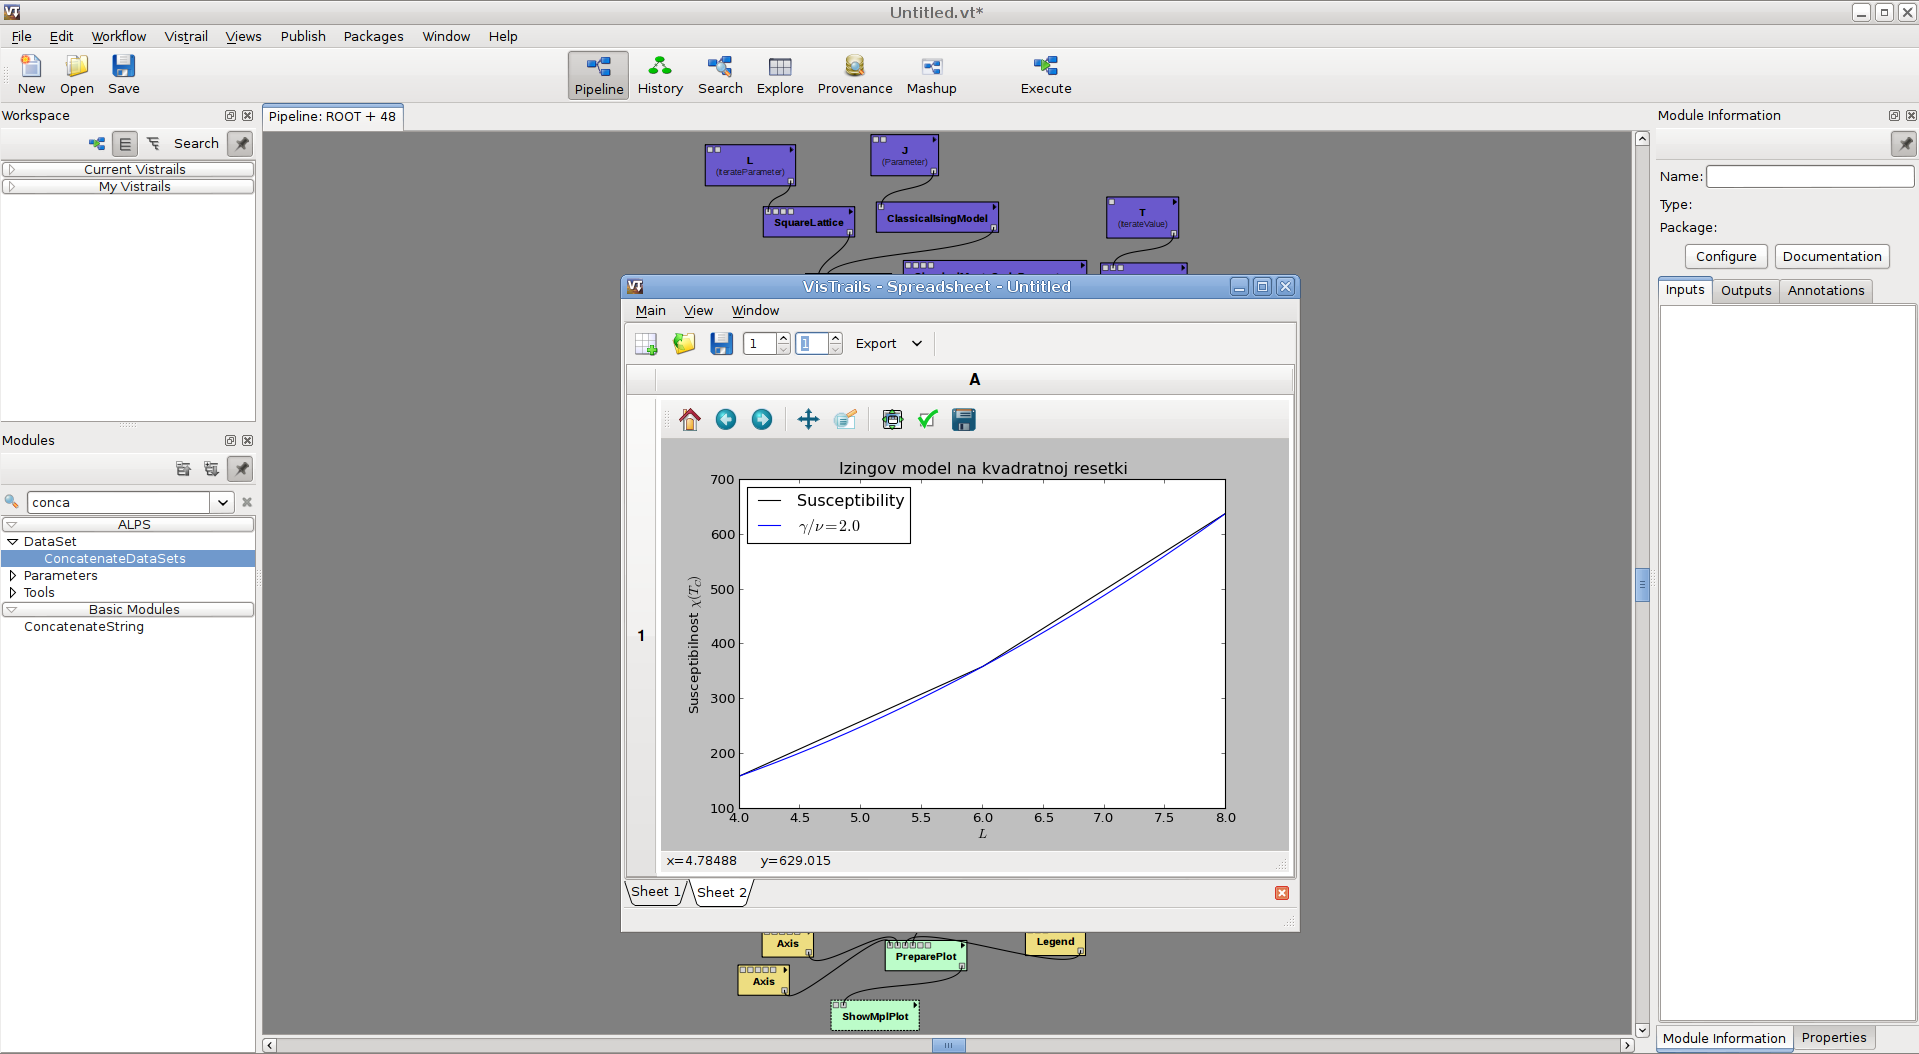 Untitled.vt*
File Edit Workflow Vistrail Views Publish Packages Window Help
New Open Save Pipeline History Search Explore Provenance Mashup Execute
Workspace
Search
Current Vistrails
My Vistrails
Modules
conca
ALPS
DataSet
ConcatenateDataSets
Parameters
Tools
Basic Modules
ConcatenateString
Pipeline: ROOT + 48
L
(IterateParameter)
J
(Parameter)
SquareLattice
ClassicalIsingModel
T
(IterateValue)
VisTrails - Spreadsheet - Untitled
Main View Window
1 1 Export
A
1
Izingov model na kvadratnoj resetki
Susceptibility
γ/ν=2.0
700
600
500
400
300
200
100
Susceptibilnost χ(T_C)
4.0 4.5 5.0 5.5 6.0 6.5 7.0 7.5 8.0
L
x=4.78488 y=629.015
Sheet 1 Sheet 2
Axis
Legend
PreparePlot
Axis
ShowMplPlot
Module Information
Name:
Type:
Package:
Configure Documentation
Inputs Outputs Annotations
Module Information Properties